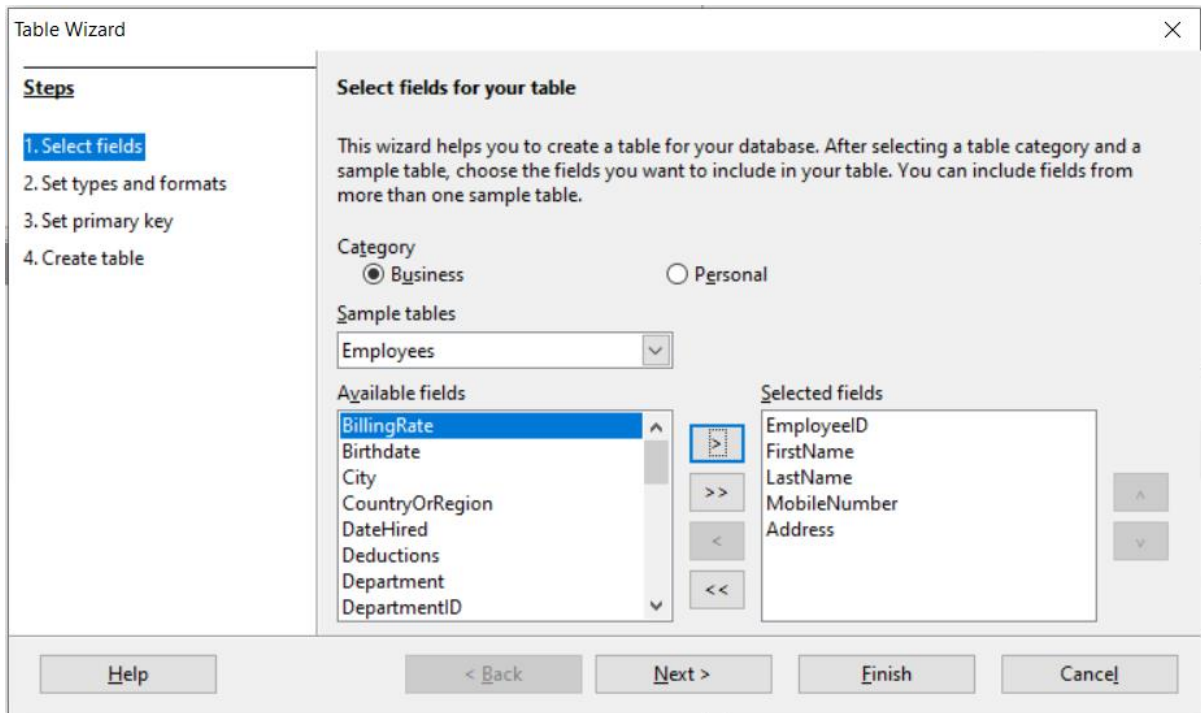 Table Wizard
Steps
1. Select fields
2. Set types and formats
3. Set primary key
4. Create table
Select fields for your table
This wizard helps you to create a table for your database. After selecting a table category and a
sample table, choose the fields you want to include in your table. You can include fields from
more than one sample table.
Category
Business
Personal
Sample tables
Employees
Available fields
BillingRate
Birthdate
City
CountryOrRegion
DateHired
Deductions
Department
DepartmentID
>
>>
<
<<
Selected fields
EmployeeID
FirstName
LastName
MobileNumber
Address
Help
< Back
Next >
Finish
Cancel